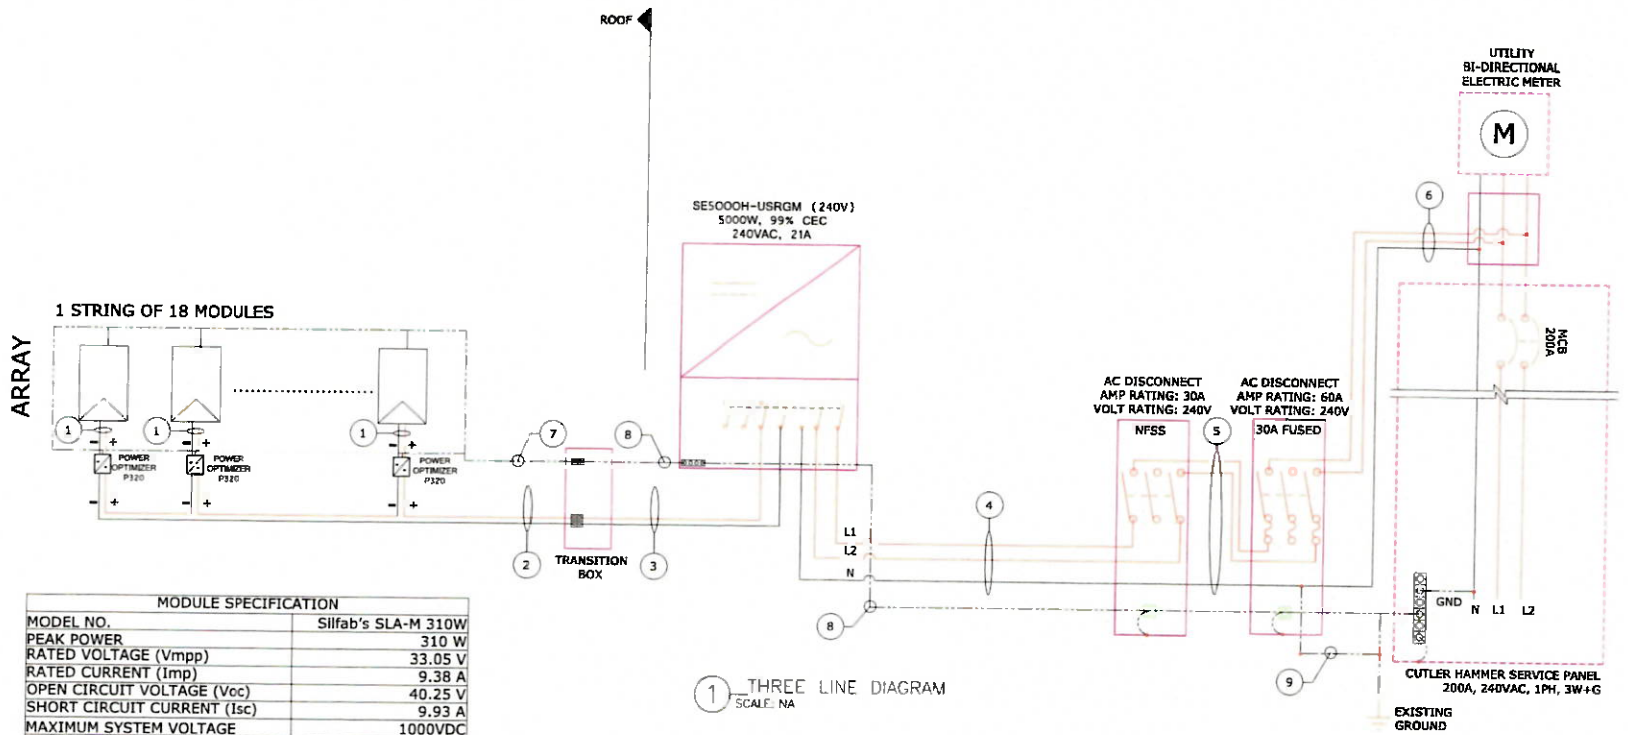 ROOF
UTILITY
BI-DIRECTIONAL
ELECTRIC METER
M
6
SE5000H-USRGM (240V)
5000W, 99% CEC
240VAC, 21A
1 STRING OF 18 MODULES
ARRAY
MCB
200A
AC DISCONNECT
AMP RATING: 30A
VOLT RATING: 240V
NFSS
AC DISCONNECT
AMP RATING: 60A
VOLT RATING: 240V
30A FUSED
5
1
1
1
7
8
- +
- +
- +
POWER
OPTIMIZER
P320
POWER
OPTIMIZER
P320
POWER
OPTIMIZER
P320
- +
- +
- +
4
L1
L2
N
2
TRANSITION
BOX
3
8
GND
N L1 L2
9
CUTLER HAMMER SERVICE PANEL
200A, 240VAC, 1PH, 3W+G
EXISTING
GROUND
1 THREE LINE DIAGRAM
SCALE: NA
MODULE SPECIFICATION
MODEL NO. Silfab's SLA-M 310W
PEAK POWER 310 W
RATED VOLTAGE (Vmpp) 33.05 V
RATED CURRENT (Imp) 9.38 A
OPEN CIRCUIT VOLTAGE (Voc) 40.25 V
SHORT CIRCUIT CURRENT (Isc) 9.93 A
MAXIMUM SYSTEM VOLTAGE 1000VDC